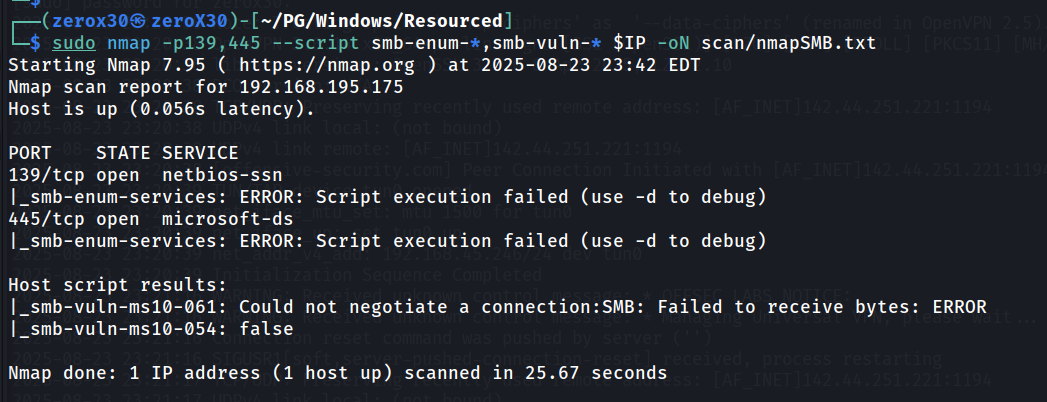 ┌──(zerox30㉿zeroX30)-[~/PG/Windows/Resourced]
└─$ sudo nmap -p139,445 --script smb-enum-*,smb-vuln-* $IP -oN scan/nmapSMB.txt
Starting Nmap 7.95 ( https://nmap.org ) at 2025-08-23 23:42 EDT
Nmap scan report for 192.168.195.175
Host is up (0.056s latency).
PORT    STATE SERVICE
139/tcp open  netbios-ssn
|_smb-enum-services: ERROR: Script execution failed (use -d to debug)
445/tcp open  microsoft-ds
|_smb-enum-services: ERROR: Script execution failed (use -d to debug)
Host script results:
|_smb-vuln-ms10-061: Could not negotiate a connection:SMB: Failed to receive bytes: ERROR
|_smb-vuln-ms10-054: false
Nmap done: 1 IP address (1 host up) scanned in 25.67 seconds